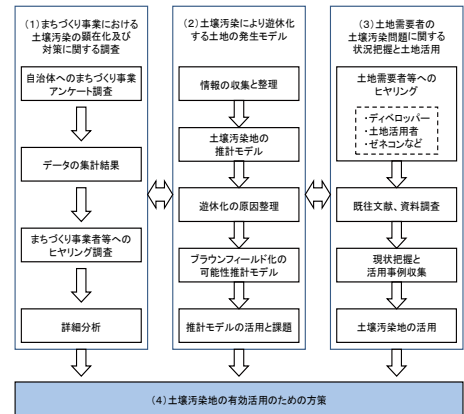 (1)まちづくり事業における
土壌汚染の顕在化及び
対策に関する調査
自治体へのまちづくり事業
アンケート調査
データの集計結果
まちづくり事業者等への
ヒヤリング調査
詳細分析
(2)土壌汚染により遊休化
する土地の発生モデル
情報の収集と整理
土壌汚染地の
推計モデル
遊休化の原因整理
ブラウンフィールド化の
可能性推計モデル
推計モデルの活用と課題
(3)土地需要者の
土壌汚染問題に関する
状況把握と土地活用
土地需要者等への
ヒヤリング
・ディベロッパー
・土地活用者
・ゼネコンなど
既往文献、資料調査
現状把握と
活用事例収集
土壌汚染地の活用
(4)土壌汚染地の有効活用のための方策